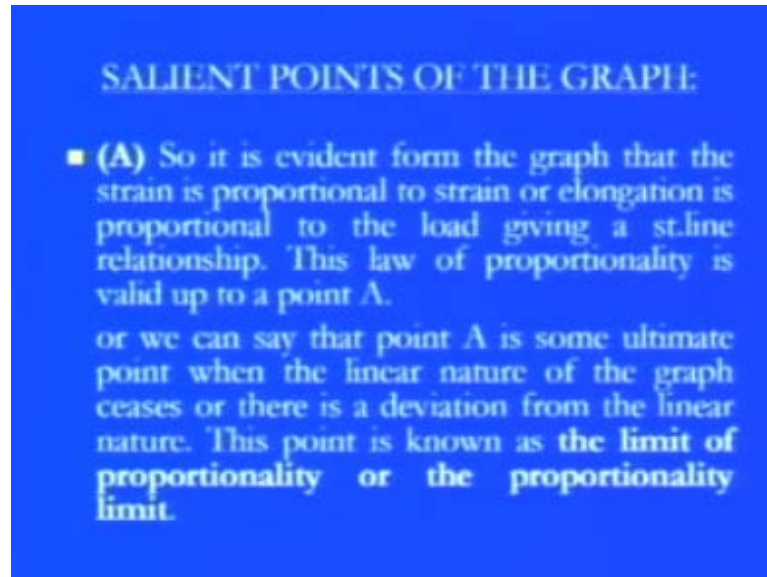 SALIENT POINTS OF THE GRAPH:
(A) So it is evident form the graph that the
strain is proportional to strain or elongation is
proportional to the load giving a st.line
relationship. This law of proportionality is
valid up to a point A.
or we can say that point A is some ultimate
point when the linear nature of the graph
ceases or there is a deviation from the linear
nature. This point is known as the limit of
proportionality or the proportionality
limit.